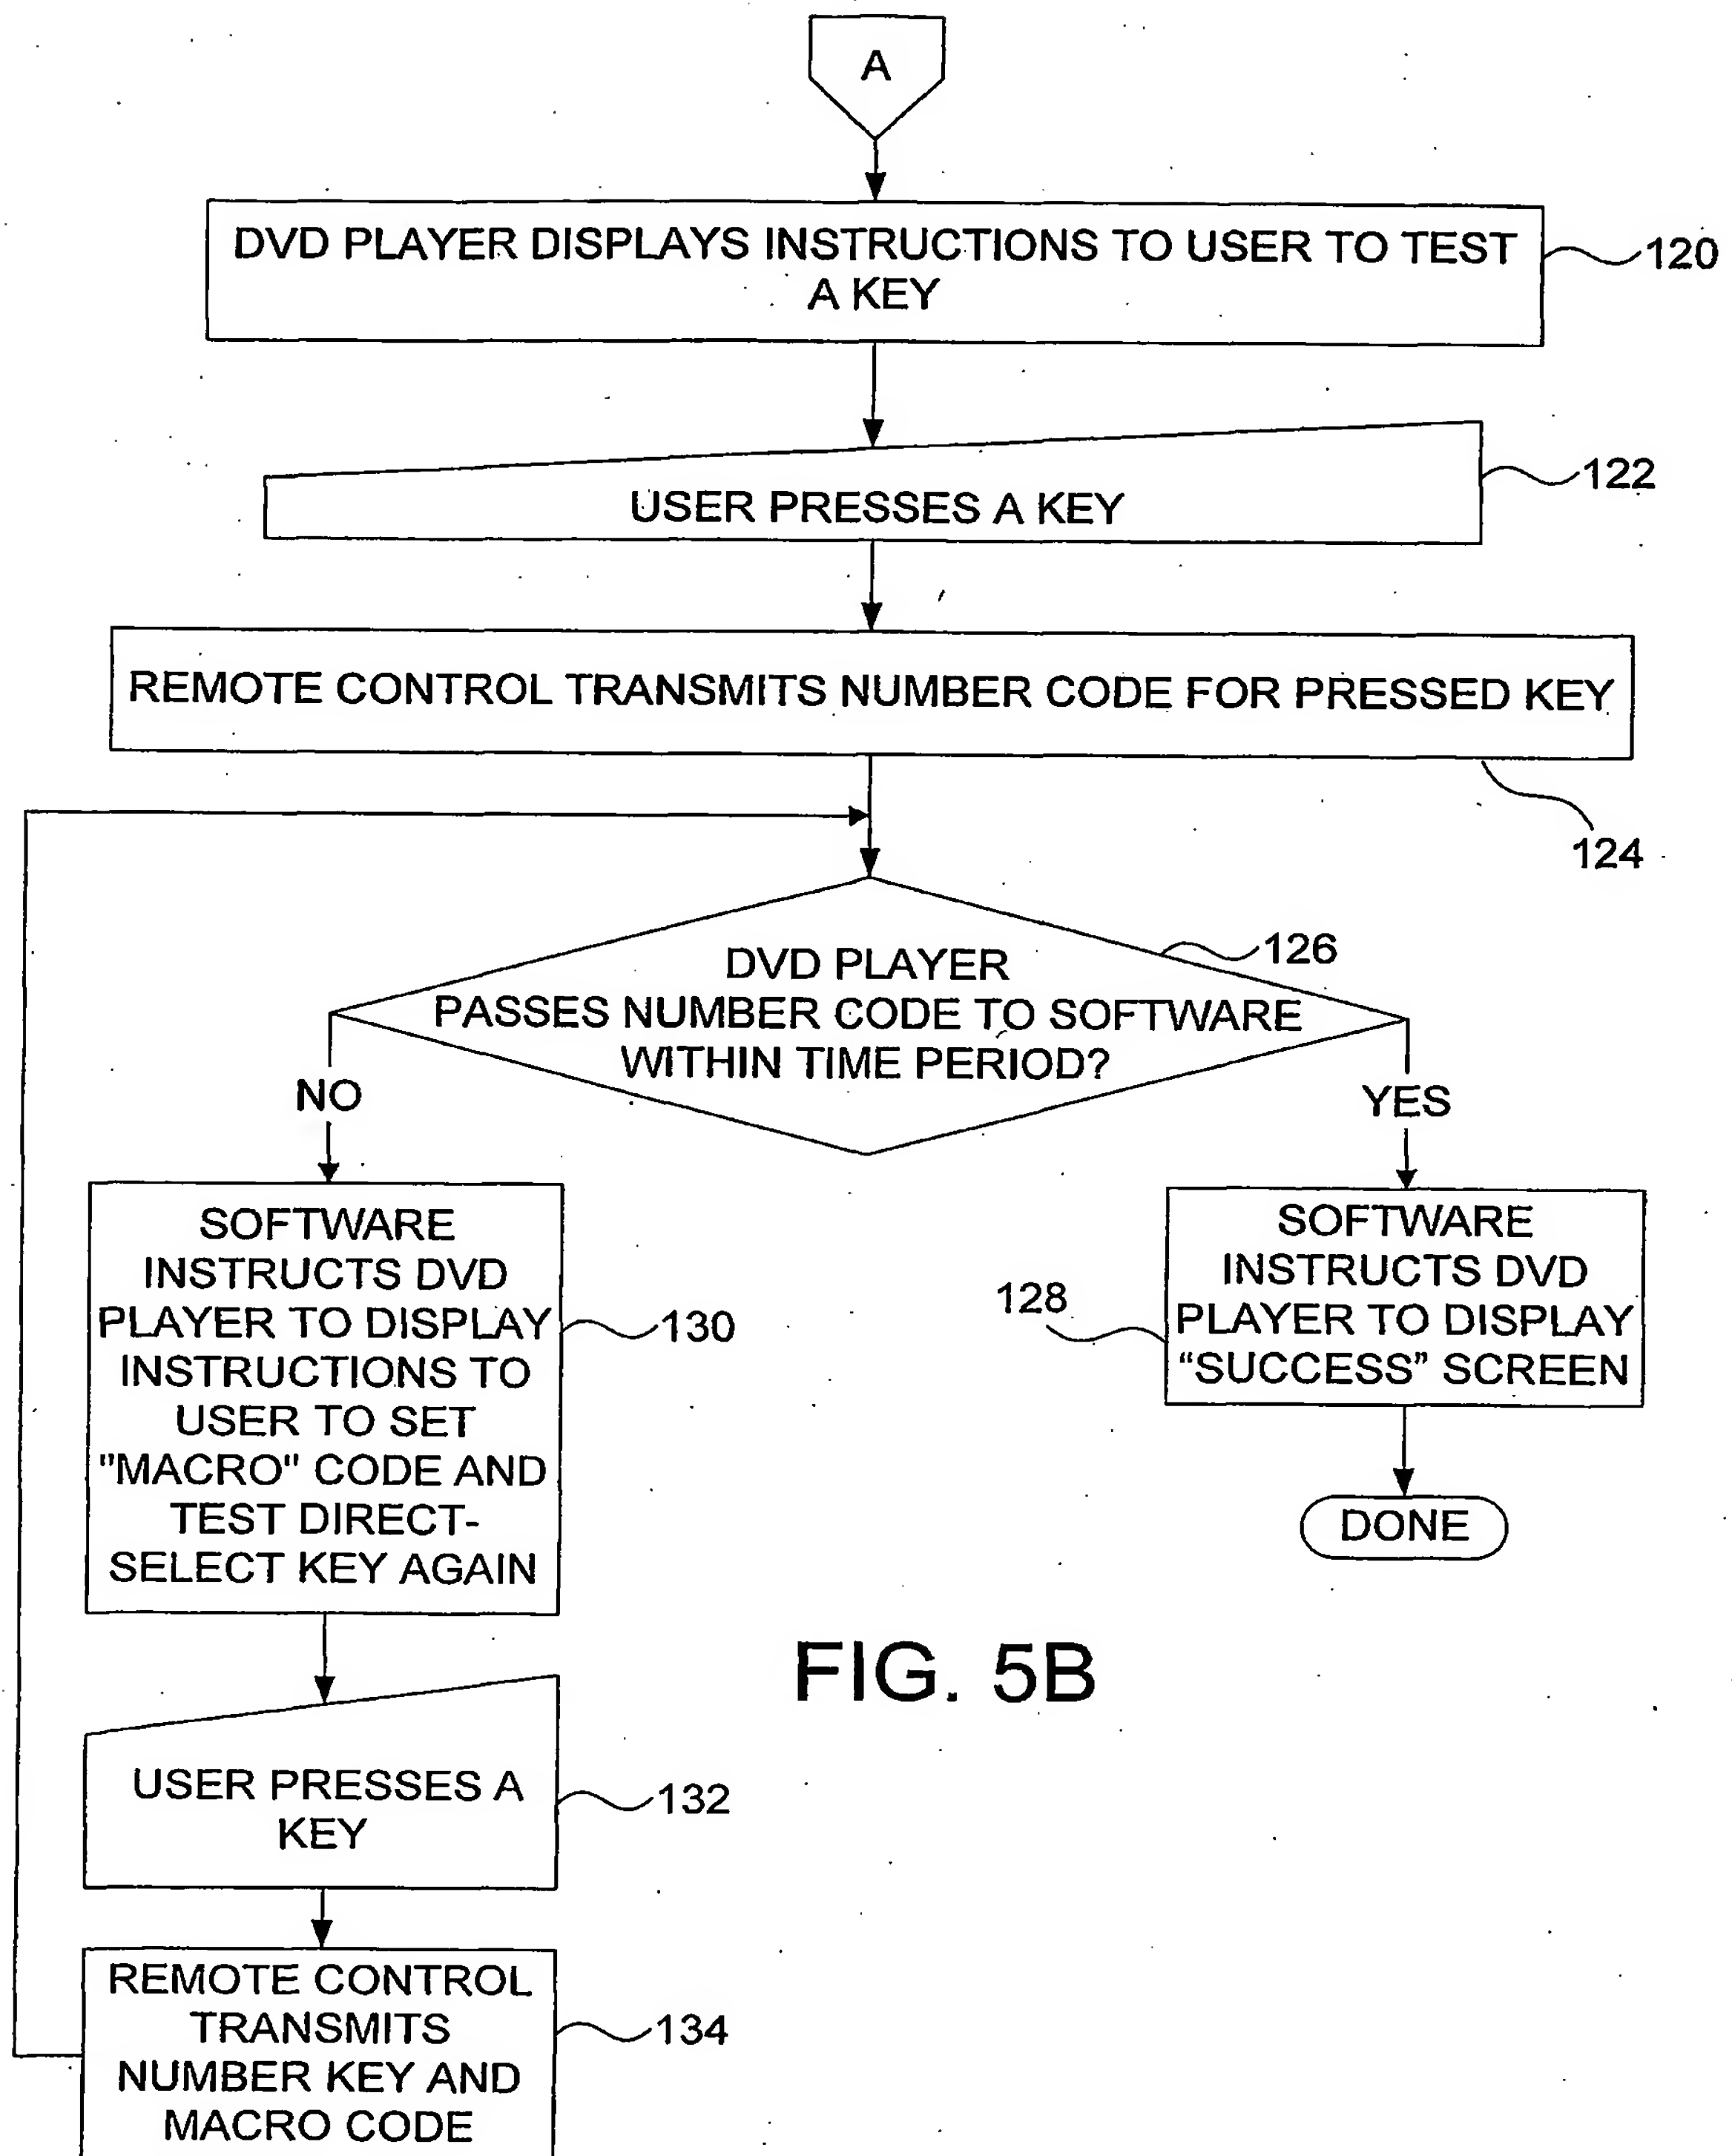 A
DVD PLAYER DISPLAYS INSTRUCTIONS TO USER TO TEST
A KEY
120
USER PRESSES A KEY
122
REMOTE CONTROL TRANSMITS NUMBER CODE FOR PRESSED KEY
124
DVD PLAYER
PASSES NUMBER CODE TO SOFTWARE
WITHIN TIME PERIOD?
126
NO
YES
SOFTWARE
INSTRUCTS DVD
PLAYER TO DISPLAY
INSTRUCTIONS TO
USER TO SET
"MACRO" CODE AND
TEST DIRECT-
SELECT KEY AGAIN
130
SOFTWARE
INSTRUCTS DVD
PLAYER TO DISPLAY
“SUCCESS” SCREEN
128
DONE
FIG. 5B
USER PRESSES A
KEY
132
REMOTE CONTROL
TRANSMITS
NUMBER KEY AND
MACRO CODE
134